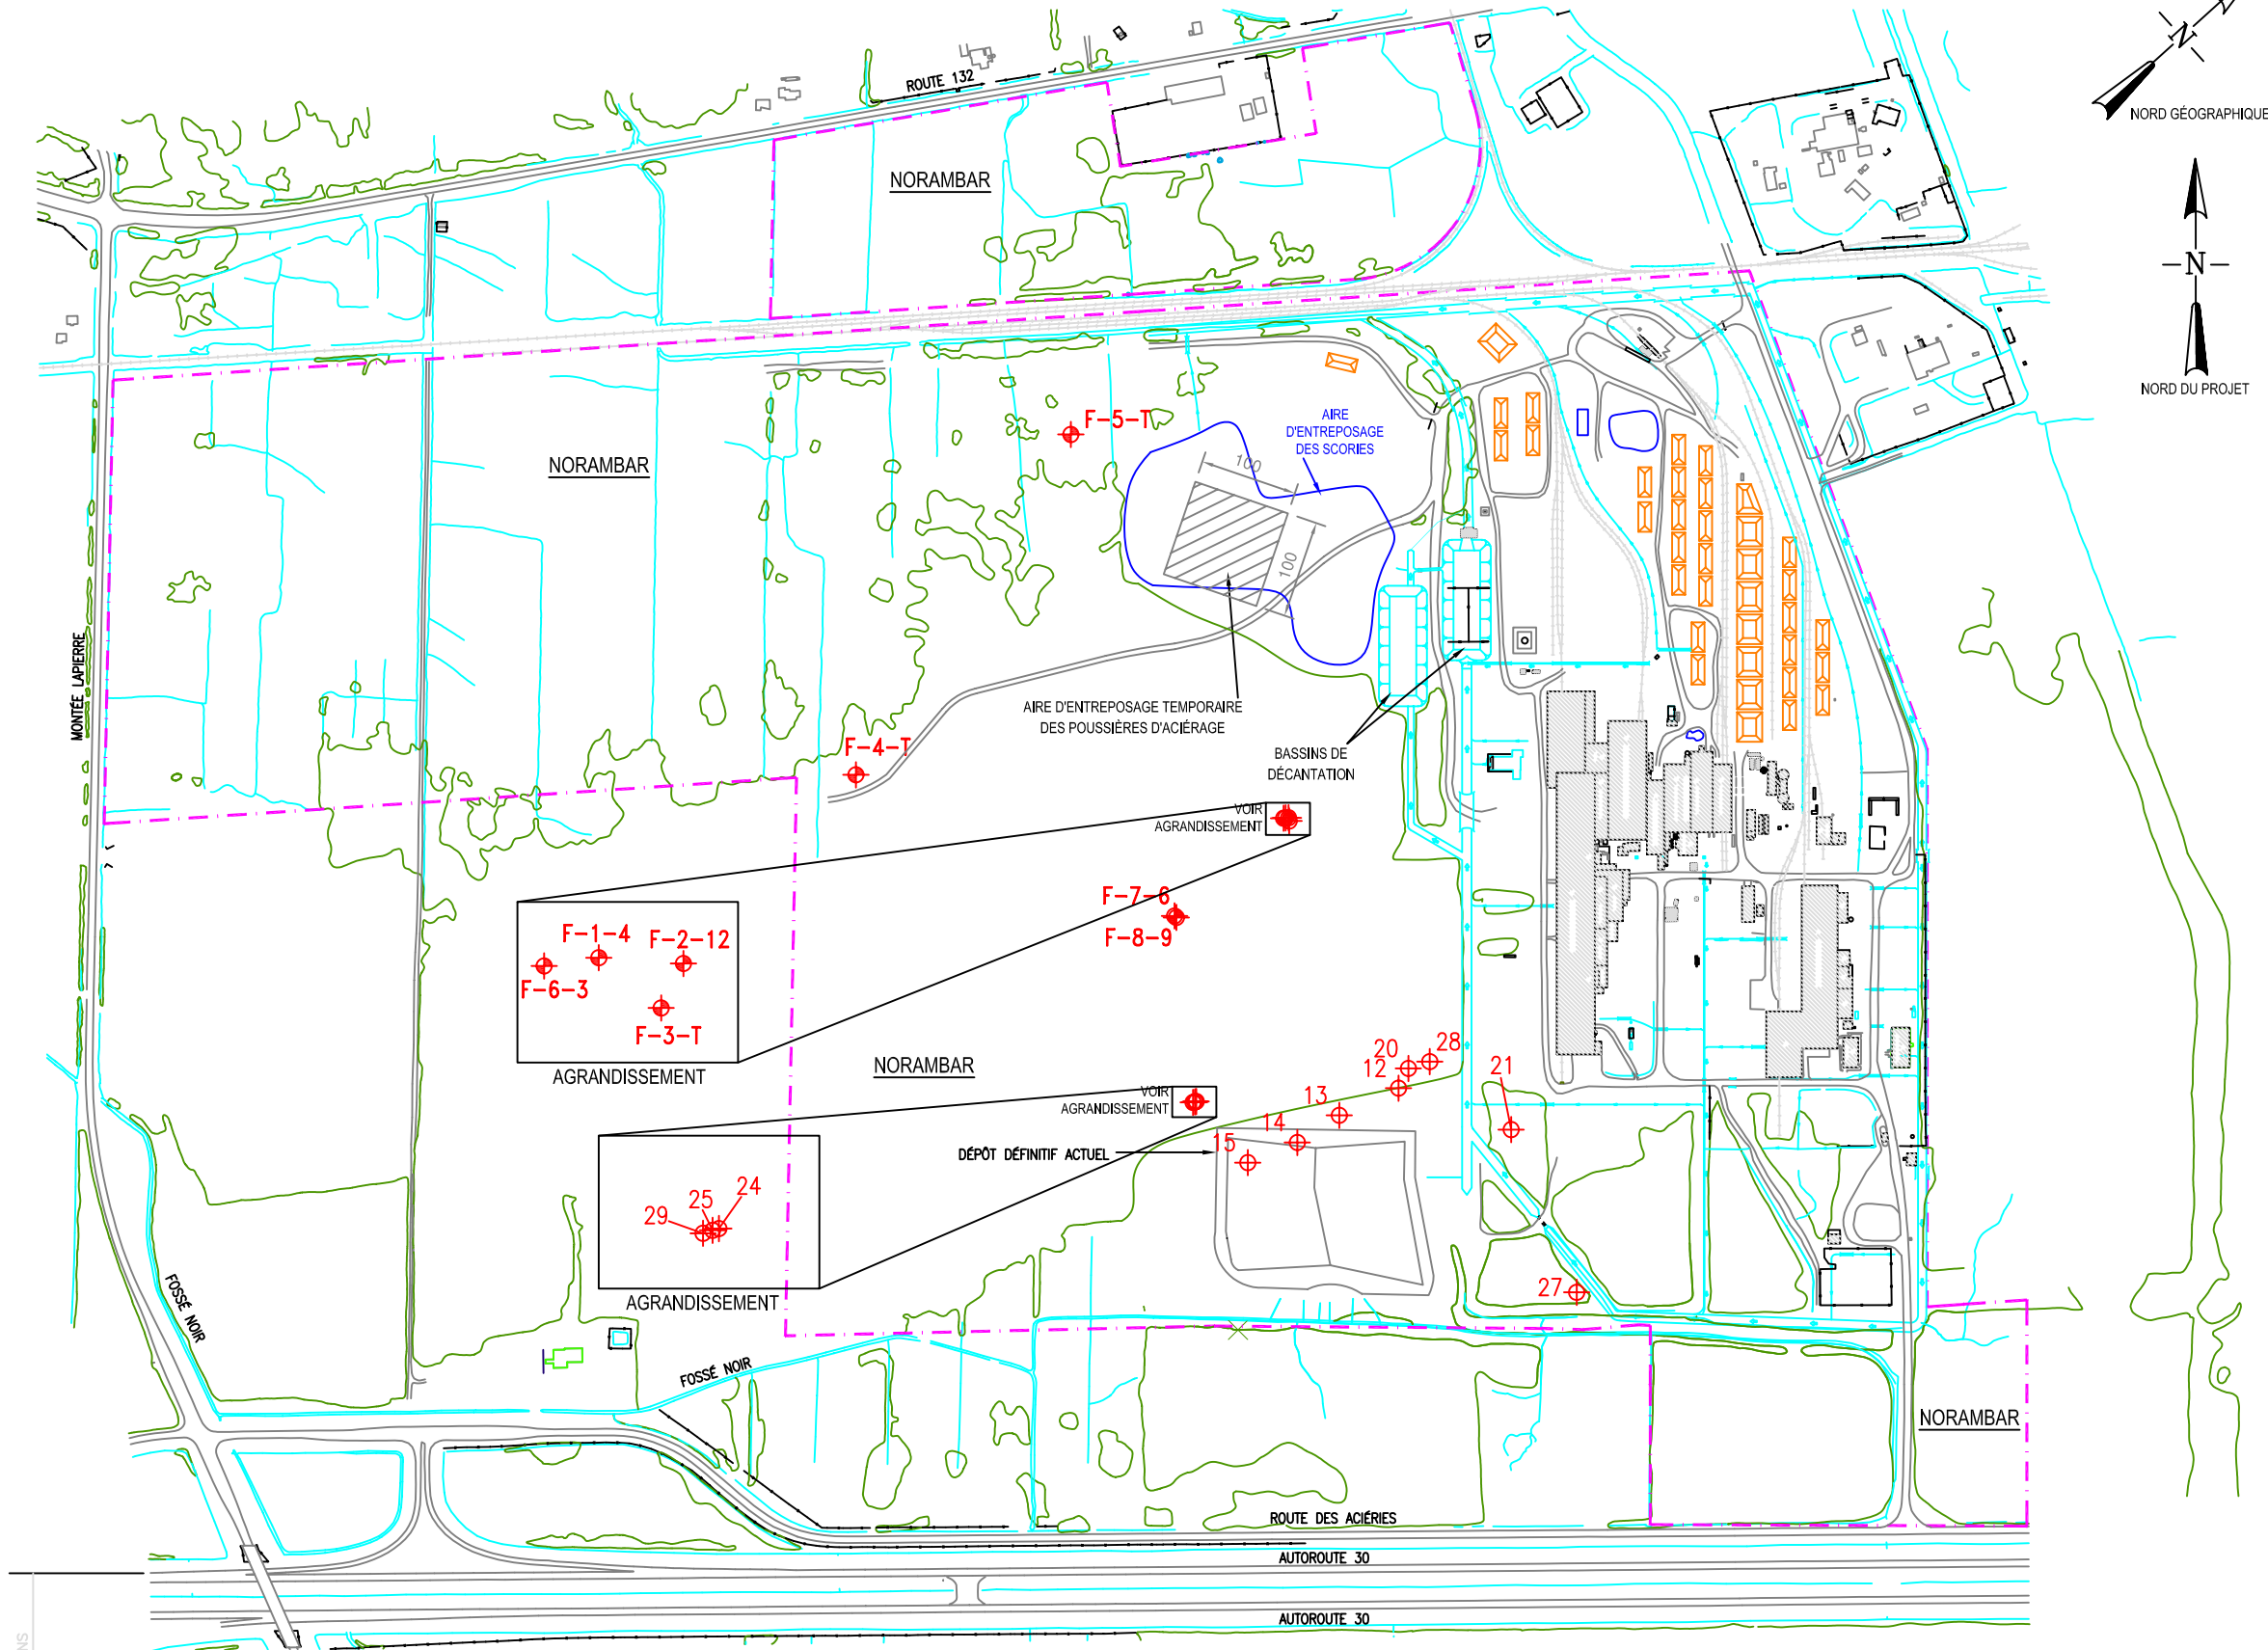 N
NORD GÉOGRAPHIQUE
ROUTE 132
NORAMBAR
N
NORD DU PROJET
F-5-T
AIRE
D'ENTREPOSAGE
DES SCORIES
NORAMBAR
100
100
MONTÉE LAPIERRE
AIRE D'ENTREPOSAGE TEMPORAIRE
DES POUSSIÈRES D'ACIÉRAGE
F-4-T
BASSINS DE
DÉCANTATION
VOIR
AGRANDISSEMENT
F-7-6
F-8-9
F-1-4
F-2-12
F-6-3
F-3-T
AGRANDISSEMENT
NORAMBAR
20
28
12
21
13
14
15
VOIR
AGRANDISSEMENT
DÉPÔT DÉFINITIF ACTUEL
24
25
29
AGRANDISSEMENT
27
FOSSÉ NOIR
FOSSÉ NOIR
NORAMBAR
ROUTE DES ACIÉRIES
AUTOROUTE 30
AUTOROUTE 30
NS